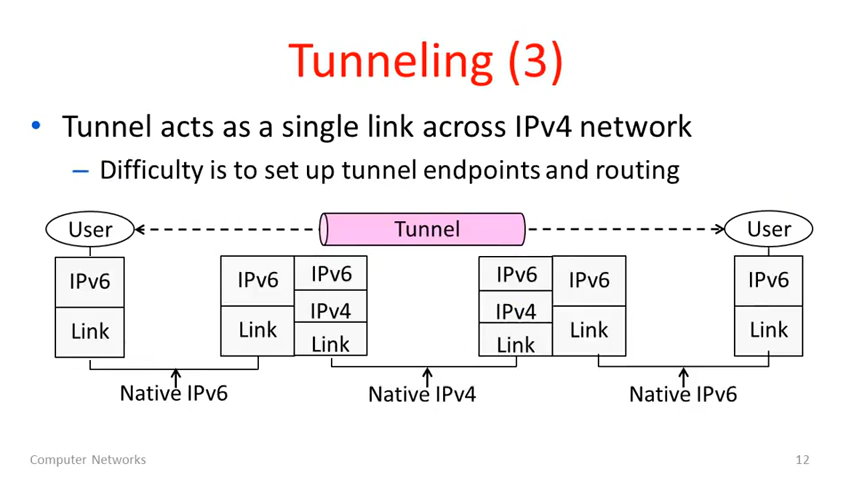 Tunneling (3)
• Tunnel acts as a single link across IPv4 network
– Difficulty is to set up tunnel endpoints and routing
User
Tunnel
User
IPv6
IPv6
IPv6
IPv6
IPv6
IPv6
Link
Link
IPv4
Link
IPv4
Link
Link
Link
Native IPv6
Native IPv4
Native IPv6
Computer Networks
12